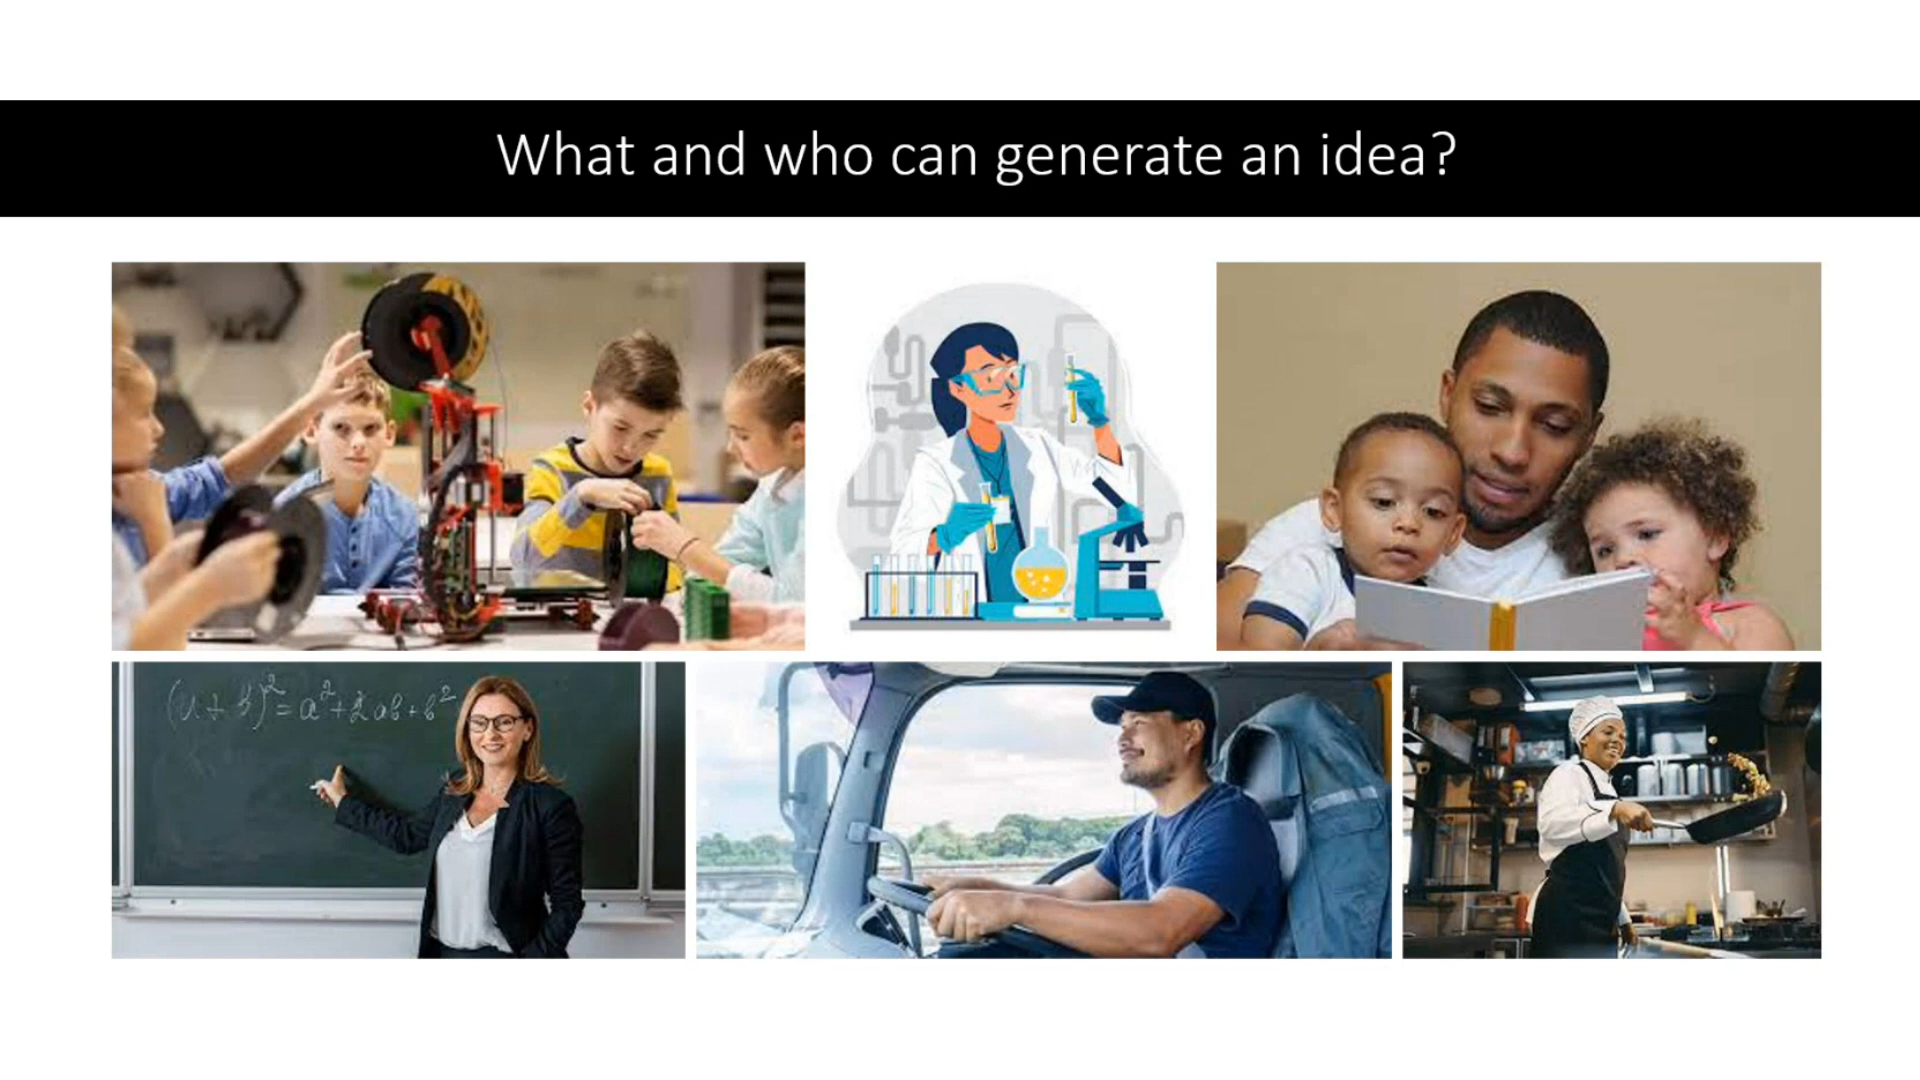 What and who can generate an idea?
(a + b)² = a² + 2ab + b²